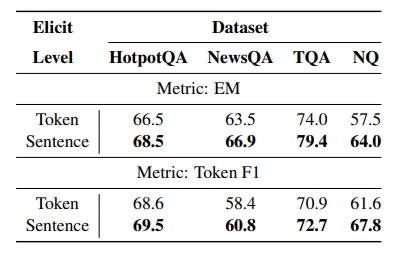 Elicit Dataset
Level HotpotQA NewsQA TQA NQ
Metric: EM
Token 66.5 63.5 74.0 57.5
Sentence 68.5 66.9 79.4 64.0
Metric: Token F1
Token 68.6 58.4 70.9 61.6
Sentence 69.5 60.8 72.7 67.8